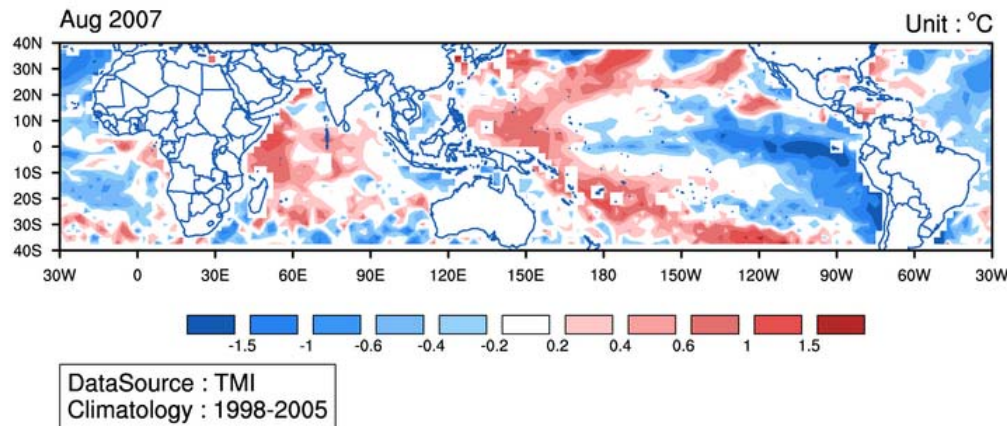 Aug 2007
Unit : °C
40N
30N
20N
10N
0
10S
20S
30S
40S
30W 0 30E 60E 90E 120E 150E 180 150W 120W 90W 60W 30W
-1.5 -1 -0.6 -0.4 -0.2 0.2 0.4 0.6 1 1.5
DataSource : TMI
Climatology : 1998-2005